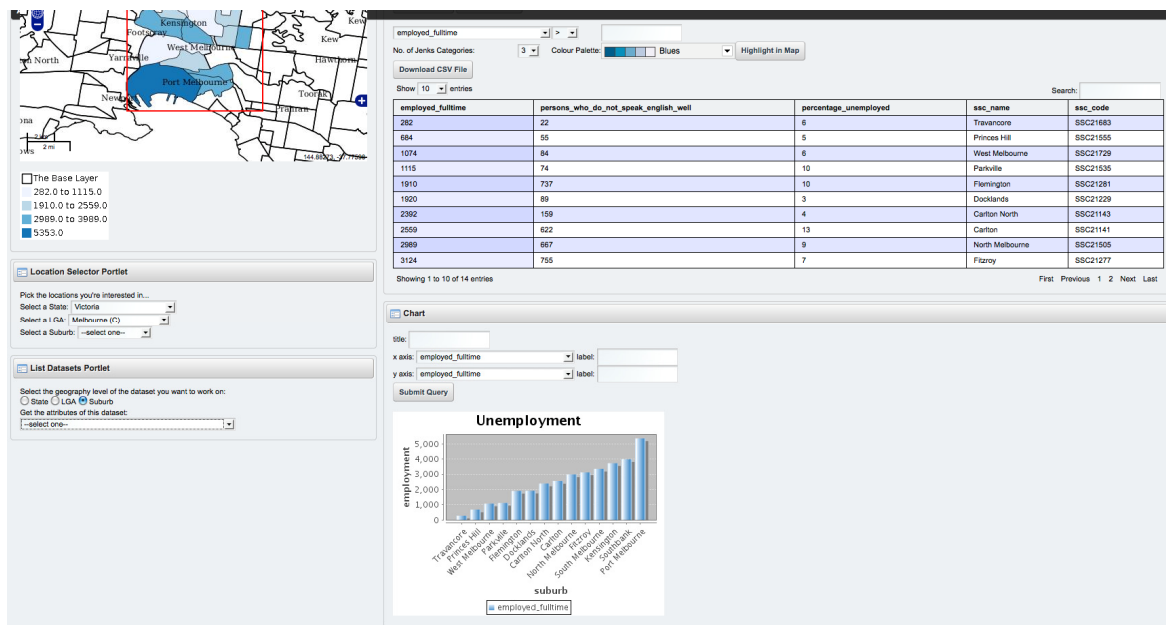 Kensington
Kew
Footscray
Kew
West Melbourne
North
Yarraville
Hawthorn
Port Melbourne
Toorak
Prahran
2 mi
144.88273, -37.77598
The Base Layer
282.0 to 1115.0
1910.0 to 2559.0
2989.0 to 3989.0
5353.0
Location Selector Portlet
Pick the locations you're interested in...
Select a State: Victoria
Select a LGA: Melbourne (C)
Select a Suburb: --select one--
List Datasets Portlet
Select the geography level of the dataset you want to work on:
State LGA Suburb
Get the attributes of this dataset:
--select one--
employed_fulltime >
No. of Jenks Categories: 3 Colour Palette: Blues Highlight in Map
Download CSV File
Show 10 entries
Search:
employed_fulltime persons_who_do_not_speak_english_well percentage_unemployed ssc_name ssc_code
282 22 6 Travancore SSC21683
684 55 5 Princes Hill SSC21555
1074 84 6 West Melbourne SSC21729
1115 74 10 Parkville SSC21535
1910 737 10 Flemington SSC21281
1920 89 3 Docklands SSC21229
2392 159 4 Carlton North SSC21143
2559 622 13 Carlton SSC21141
2989 667 9 North Melbourne SSC21505
3124 755 7 Fitzroy SSC21277
Showing 1 to 10 of 14 entries First Previous 1 2 Next Last
Chart
title:
x axis: employed_fulltime label:
y axis: employed_fulltime label:
Submit Query
Unemployment
employment
5,000
4,000
3,000
2,000
1,000
0
Travancore
Princes Hill
West Melbourne
Parkville
Flemington
Docklands
Carlton North
Carlton
North Melbourne
Fitzroy
South Melbourne
Kensington
Southbank
Port Melbourne
suburb
employed_fulltime